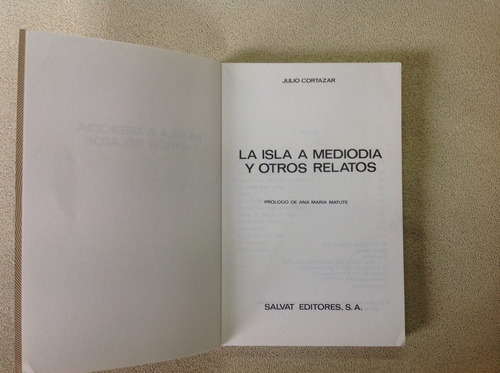 JULIO CORTAZAR
LA ISLA A MEDIODIA
Y OTROS RELATOS
PROLOGO DE ANA MARIA MATUTE
SALVAT EDITORES, S.A.